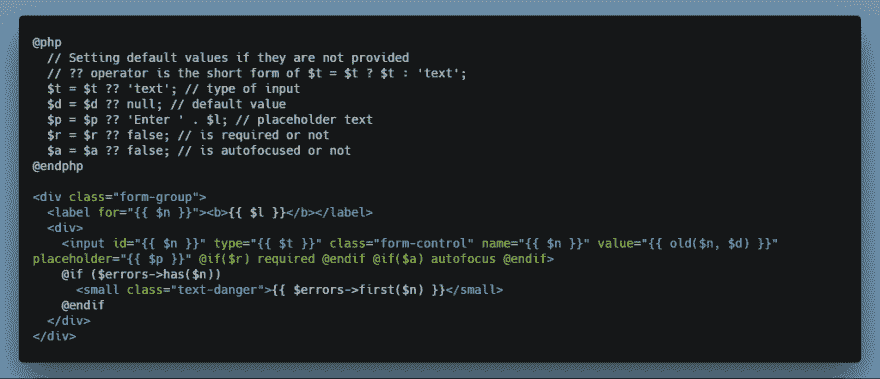 @php
// Setting default values if they are not provided
// ?? operator is the short form of $t = $t ? $t : 'text';
$t = $t ?? 'text'; // type of input
$d = $d ?? null; // default value
$p = $p ?? 'Enter ' . $l; // placeholder text
$r = $r ?? false; // is required or not
$a = $a ?? false; // is autofocused or not
@endphp
<div class="form-group">
<label for="{{ $n }}"><b>{{ $l }}</b></label>
<div>
<input id="{{ $n }}" type="{{ $t }}" class="form-control" name="{{ $n }}" value="{{ old($n, $d) }}"
placeholder="{{ $p }}" @if($r) required @endif @if($a) autofocus @endif>
@if ($errors->has($n))
<small class="text-danger">{{ $errors->first($n) }}</small>
@endif
</div>
</div>